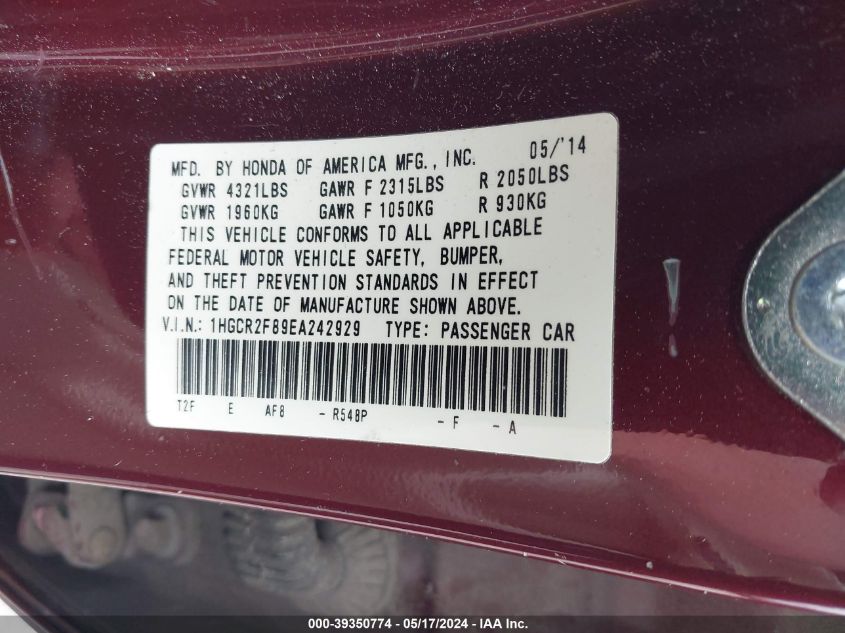 MFD. BY HONDA OF AMERICA MFG., INC. 05/'14
GVWR 4321LBS GAWR F 2315LBS R 2050LBS
GVWR 1960KG GAWR F 1050KG R 930KG
THIS VEHICLE CONFORMS TO ALL APPLICABLE
FEDERAL MOTOR VEHICLE SAFETY, BUMPER,
AND THEFT PREVENTION STANDARDS IN EFFECT
ON THE DATE OF MANUFACTURE SHOWN ABOVE.
V.I.N.: 1HGCR2F89EA242929 TYPE: PASSENGER CAR
T2F E AF8 - R548P - F - A
000-39350774 — 05/17/2024 — IAAI Inc.